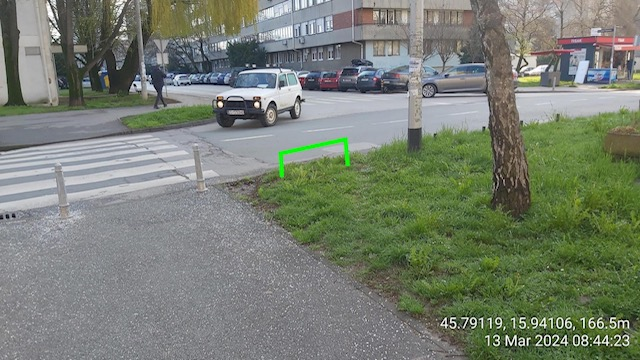 45.79119, 15.94106, 166.5m
13 Mar 2024 08:44:23